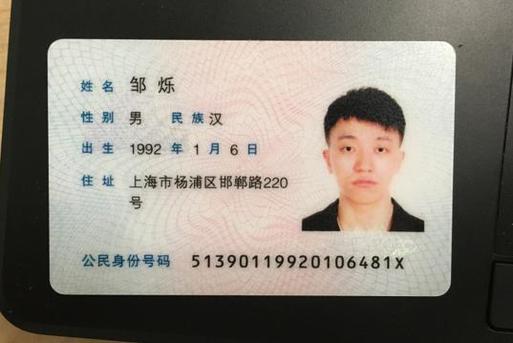 姓名 邹烁
性别 男 民族 汉
出生 1992 年 1 月 6 日
住址 上海市杨浦区邯郸路220
号
公民身份号码 51390119920106481X